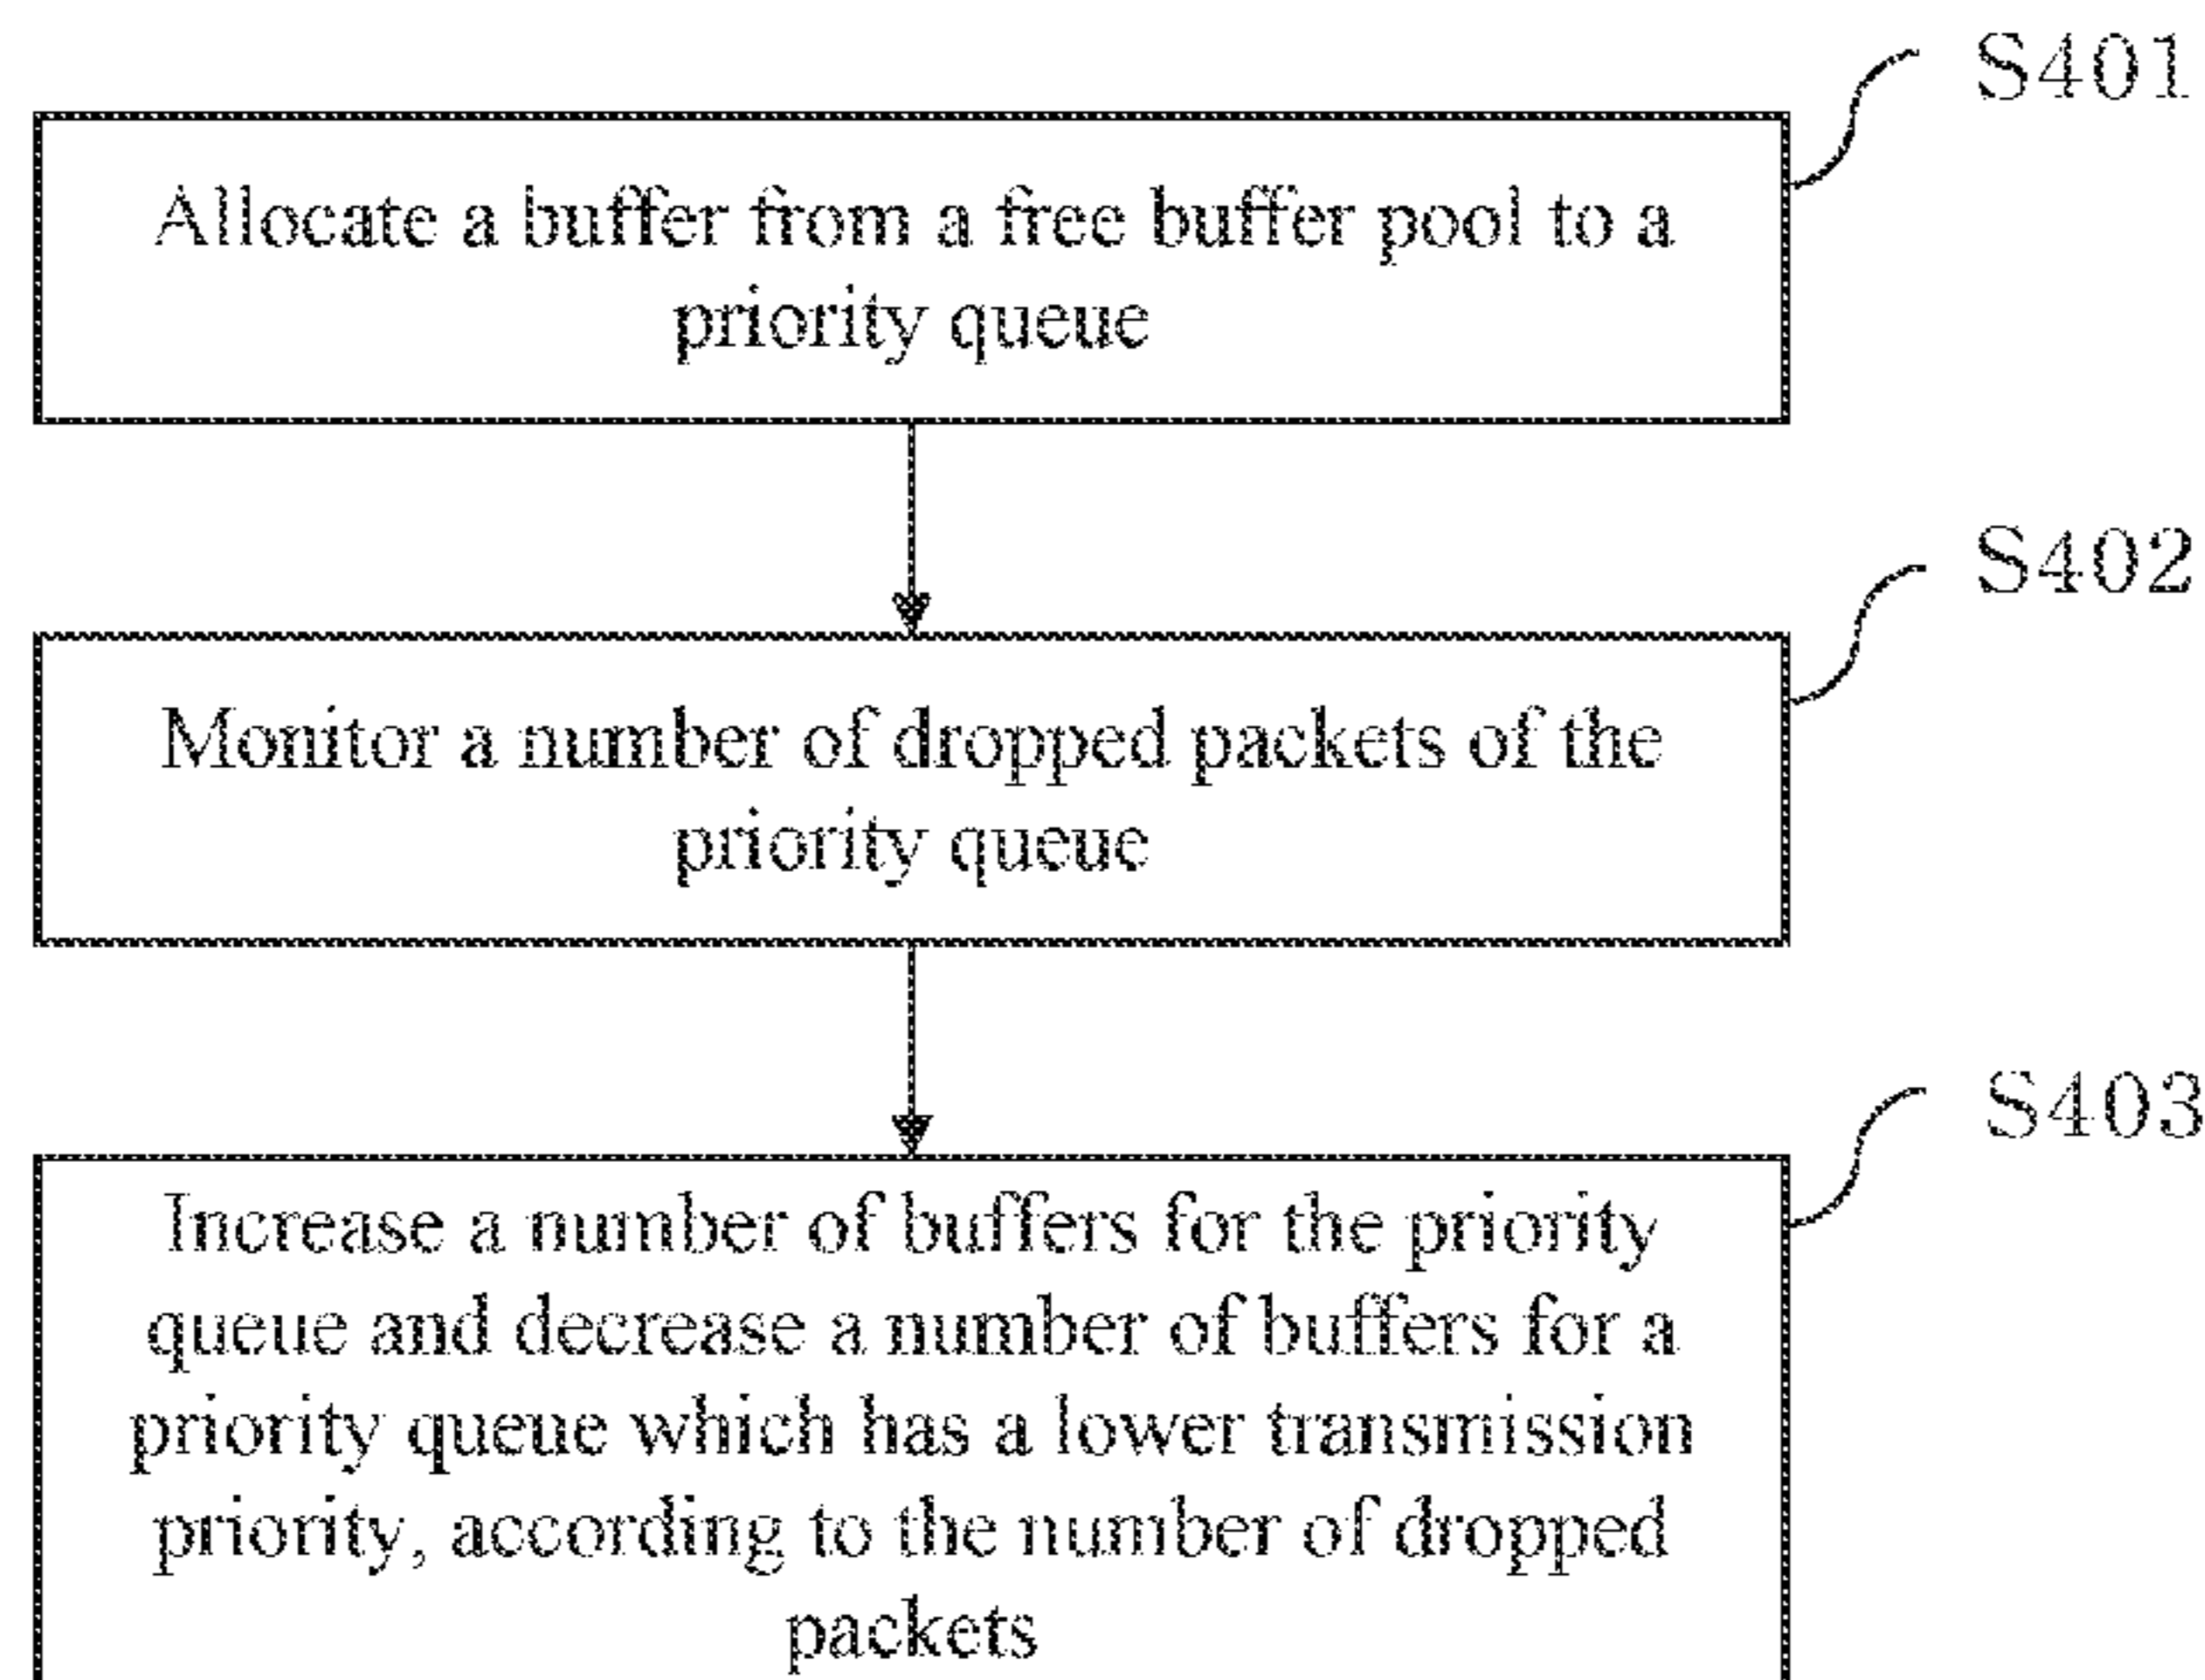 S401
Allocate a buffer from a free buffer pool to a
priority queue
S402
Monitor a number of dropped packets of the
priority queue
S403
Increase a number of buffers for the priority
queue and decrease a number of buffers for a
priority queue which has a lower transmission
priority, according to the number of dropped
packets